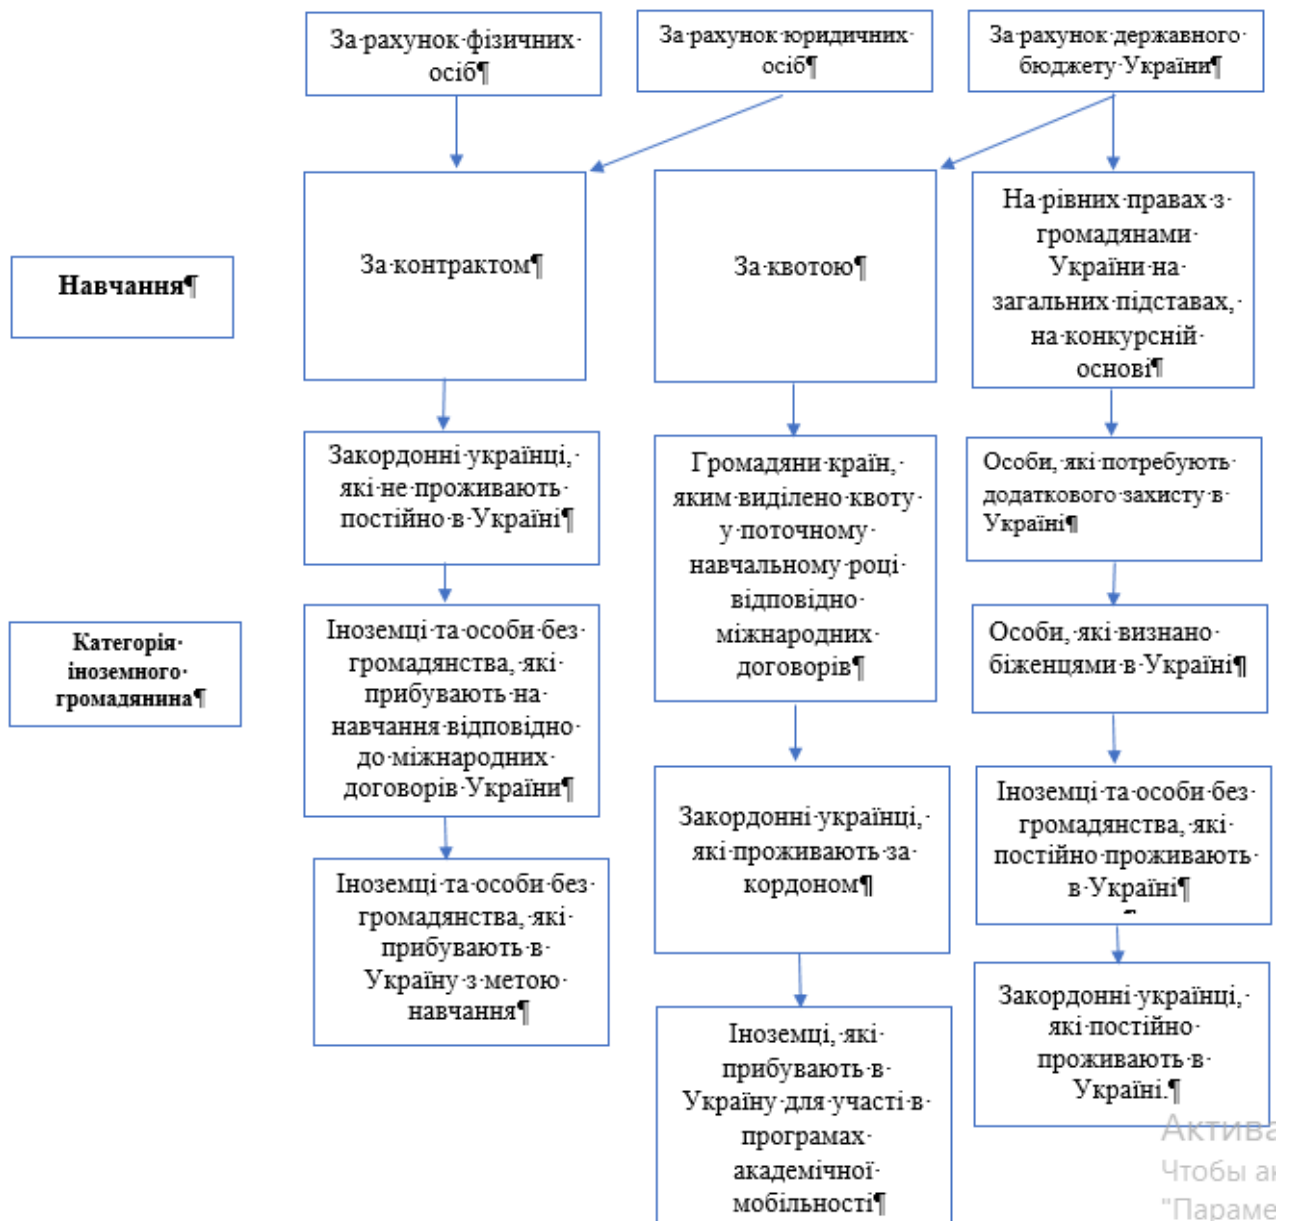 За рахунок фізичних
осіб¶
За рахунок юридичних
осіб¶
За рахунок державного
бюджету України¶
Навчання¶
За контрактом¶
За квотою¶
На рівних правах з
громадянами
України на
загальних підставах,
на конкурсній
основі¶
Закордонні українці,
які не проживають
постійно в Україні¶
Громадяни країн,
яким виділено квоту
у поточному
навчальному році
відповідно
міжнародних
договорів¶
Особи, які потребують
додаткового захисту в
Україні¶
Категорія
іноземного
громадянина¶
Іноземці та особи без
громадянства, які
прибувають на
навчання відповідно
до міжнародних
договорів України¶
Особи, які визнано
біженцями в Україні¶
Закордонні українці,
які проживають за
кордоном¶
Іноземці та особи без
громадянства, які
постійно проживають
в Україні¶
¶
Іноземці та особи без
громадянства, які
прибувають в
Україну з метою
навчання¶
Іноземці, які
прибувають в
Україну для участі в
програмах
академічної
мобільності¶
Закордонні українці,
які постійно
проживають в
Україні.¶
Актива
Чтобы ак
"Параме